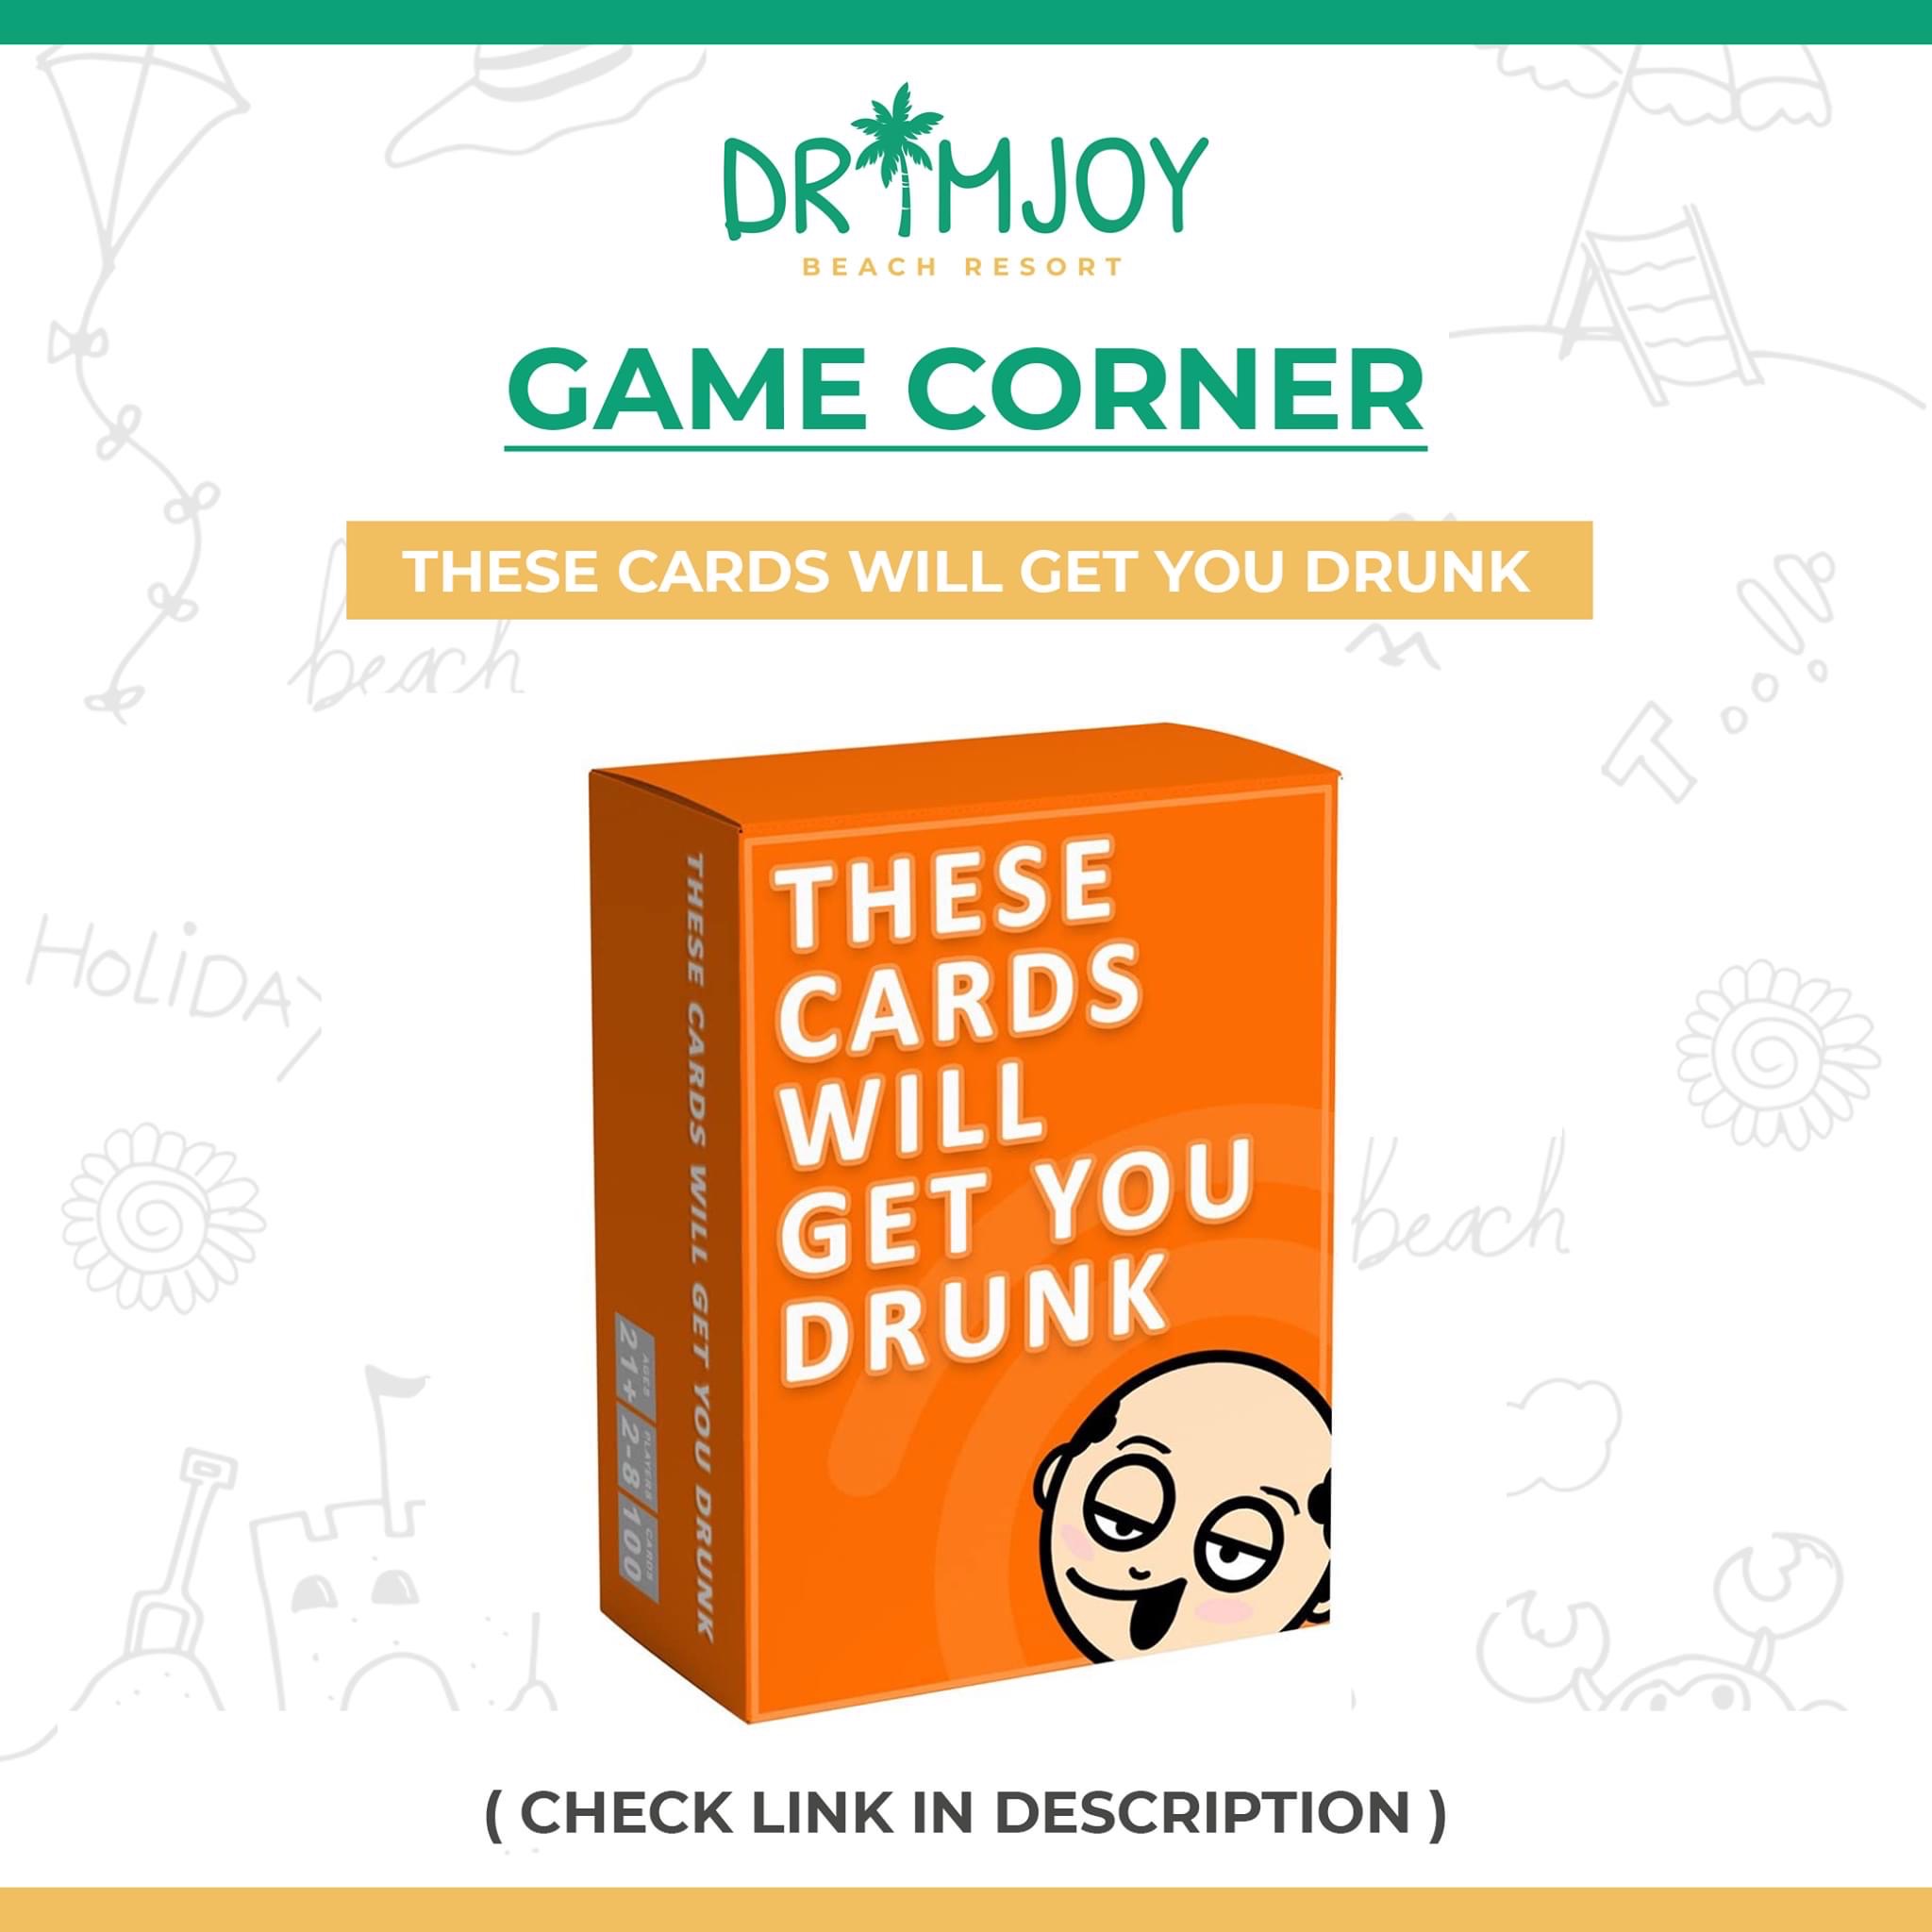 DRIMJOY
BEACH RESORT
GAME CORNER
THESE CARDS WILL GET YOU DRUNK
beach
HOLiDAY
THESE
CARDS
WILL
GET YOU
DRUNK
THESE CARDS WILL GET YOU DRUNK
AGES
21+
PLAYERS
2-8
CARDS
100
beach
( CHECK LINK IN DESCRIPTION )